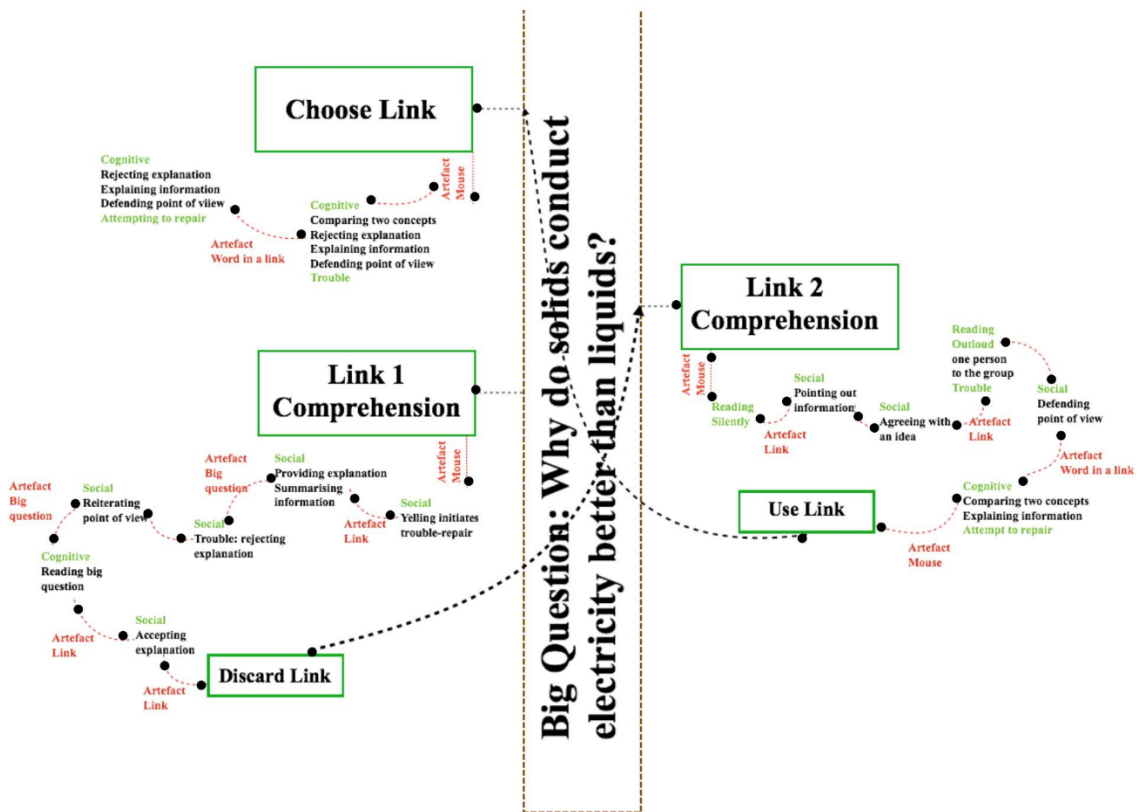 Choose Link
Artefact
Mouse
Cognitive
Comparing two concepts
Rejecting explanation
Explaining information
Defending point of viiew
Trouble
Artefact
Word in a link
Cognitive
Rejecting explanation
Explaining information
Defending point of viiew
Attempting to repair
Link 1
Comprehension
Artefact
Mouse
Social
Yelling initiates
trouble-repair
Artefact
Link
Social
Providing explanation
Summarising
information
Artefact
Big
question
Social
Trouble: rejecting
explanation
Social
Reiterating
point of view
Artefact
Big
question
Cognitive
Reading big
question
Artefact
Link
Social
Accepting
explanation
Artefact
Link
Discard Link
Big Question: Why do solids conduct
electricity better than liquids?
Link 2
Comprehension
Artefact
Mouse
Reading
Silently
Artefact
Link
Social
Pointing out
information
Social
Agreeing with
an idea
Artefact
Link
Reading
Outloud
one person
to the group
Trouble
Social
Defending
point of view
Artefact
Word in a link
Cognitive
Comparing two concepts
Explaining information
Attempt to repair
Artefact
Mouse
Use Link